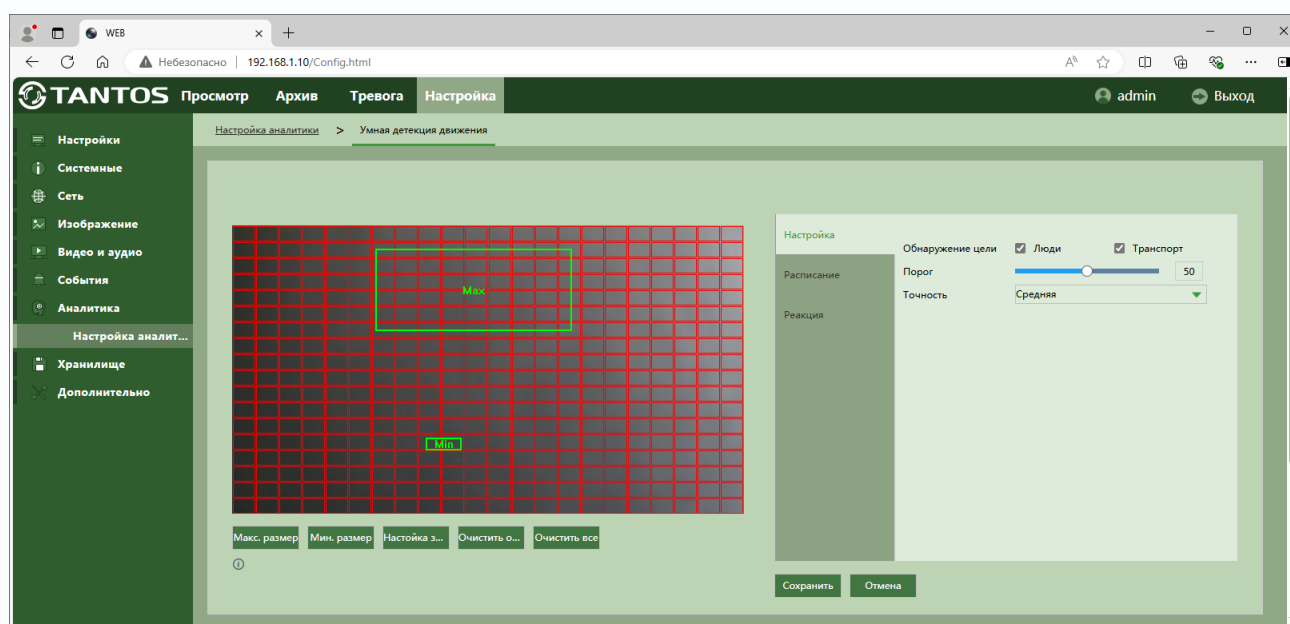 WEB
Небезопасно 192.168.1.10/Config.html
TANTOS Просмотр Архив Тревога Настройка admin Выход
Настройка аналитики > Умная детекция движения
Настройки
Системные
Сеть
Изображение
Видео и аудио
События
Аналитика
Настройка аналит...
Хранилище
Дополнительно
Max
Min
Макс. размер Мин. размер Настойка з... Очистить о... Очистить все
Настройка
Расписание
Реакция
Обнаружение цели Люди Транспорт
Порог 50
Точность Средняя
Сохранить Отмена